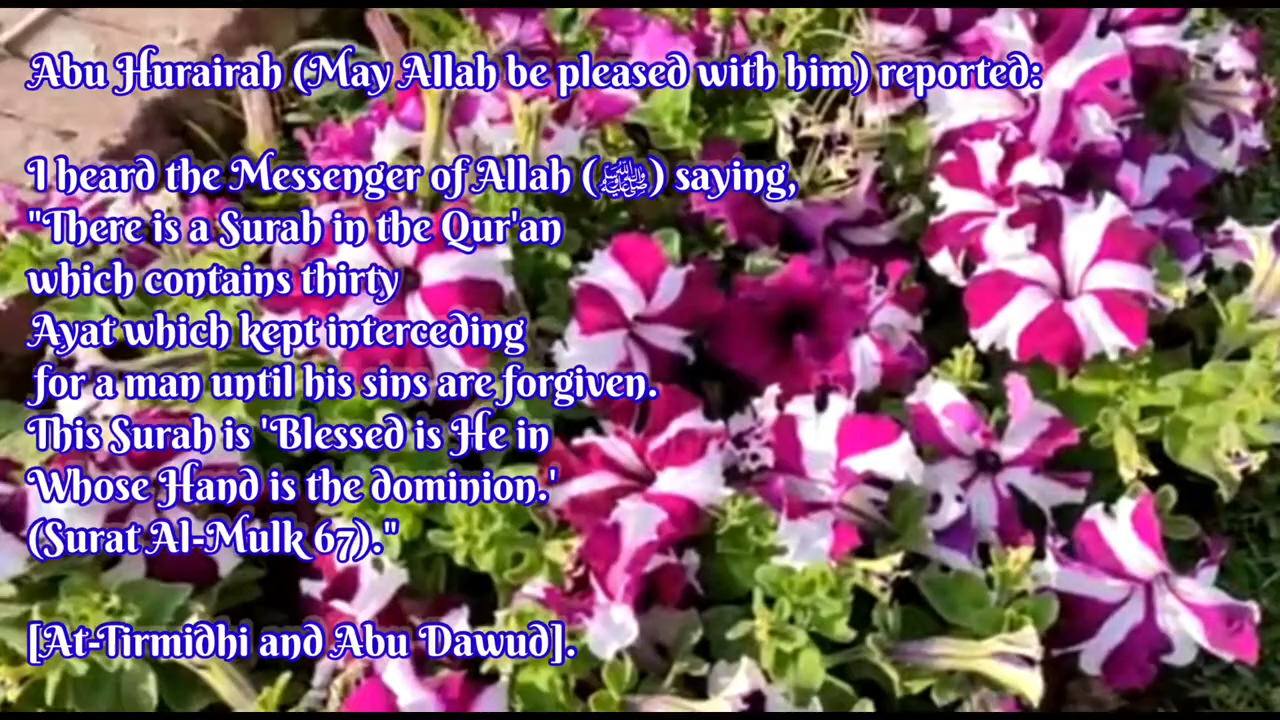 Abu Hurairah (May Allah be pleased with him) reported:
I heard the Messenger of Allah (ﷺ) saying,
"There is a Surah in the Qur'an
which contains thirty
Ayat which kept interceding
for a man until his sins are forgiven.
This Surah is 'Blessed is He in
Whose Hand is the dominion.'
(Surat Al-Mulk 67)."
[At-Tirmidhi and Abu Dawud].